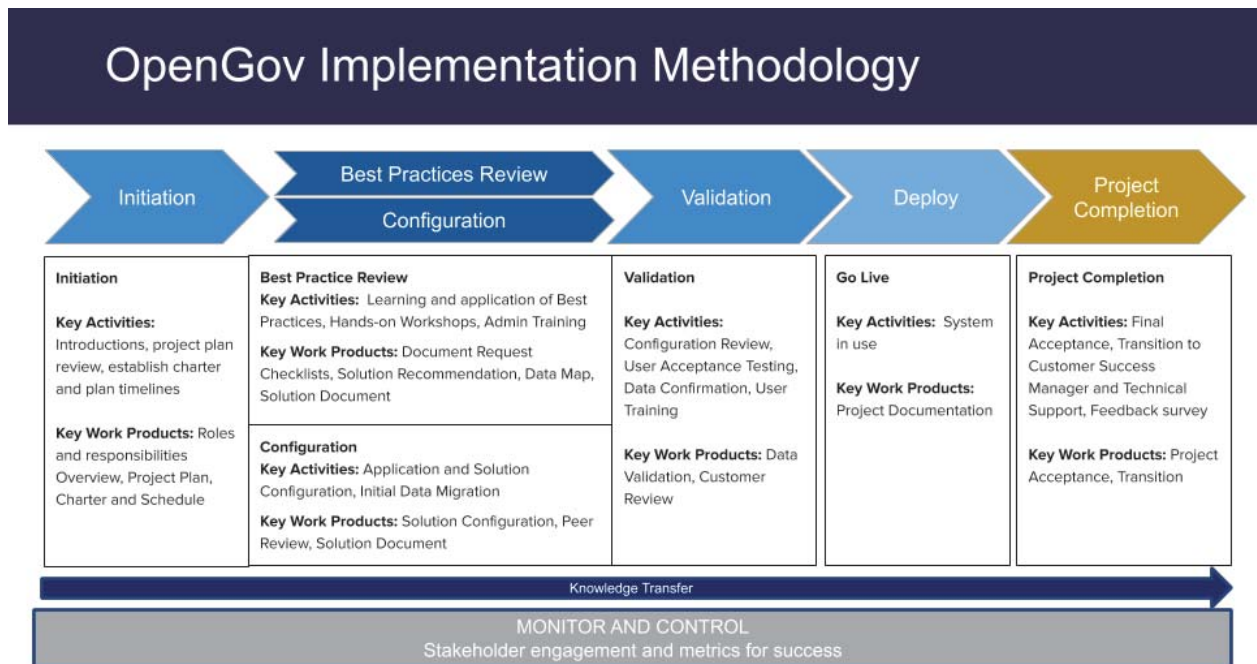 OpenGov Implementation Methodology
Initiation
Best Practices Review
Configuration
Validation
Deploy
Project
Completion
Initiation
Key Activities:
Introductions, project plan
review, establish charter
and plan timelines
Key Work Products: Roles
and responsibilities
Overview, Project Plan,
Charter and Schedule
Best Practice Review
Key Activities: Learning and application of Best
Practices, Hands-on Workshops, Admin Training
Key Work Products: Document Request
Checklists, Solution Recommendation, Data Map,
Solution Document
Configuration
Key Activities: Application and Solution
Configuration, Initial Data Migration
Key Work Products: Solution Configuration, Peer
Review, Solution Document
Validation
Key Activities:
Configuration Review,
User Acceptance Testing,
Data Confirmation, User
Training
Key Work Products: Data
Validation, Customer
Review
Go Live
Key Activities: System
in use
Key Work Products:
Project Documentation
Project Completion
Key Activities: Final
Acceptance, Transition to
Customer Success
Manager and Technical
Support, Feedback survey
Key Work Products: Project
Acceptance, Transition
Knowledge Transfer
MONITOR AND CONTROL
Stakeholder engagement and metrics for success